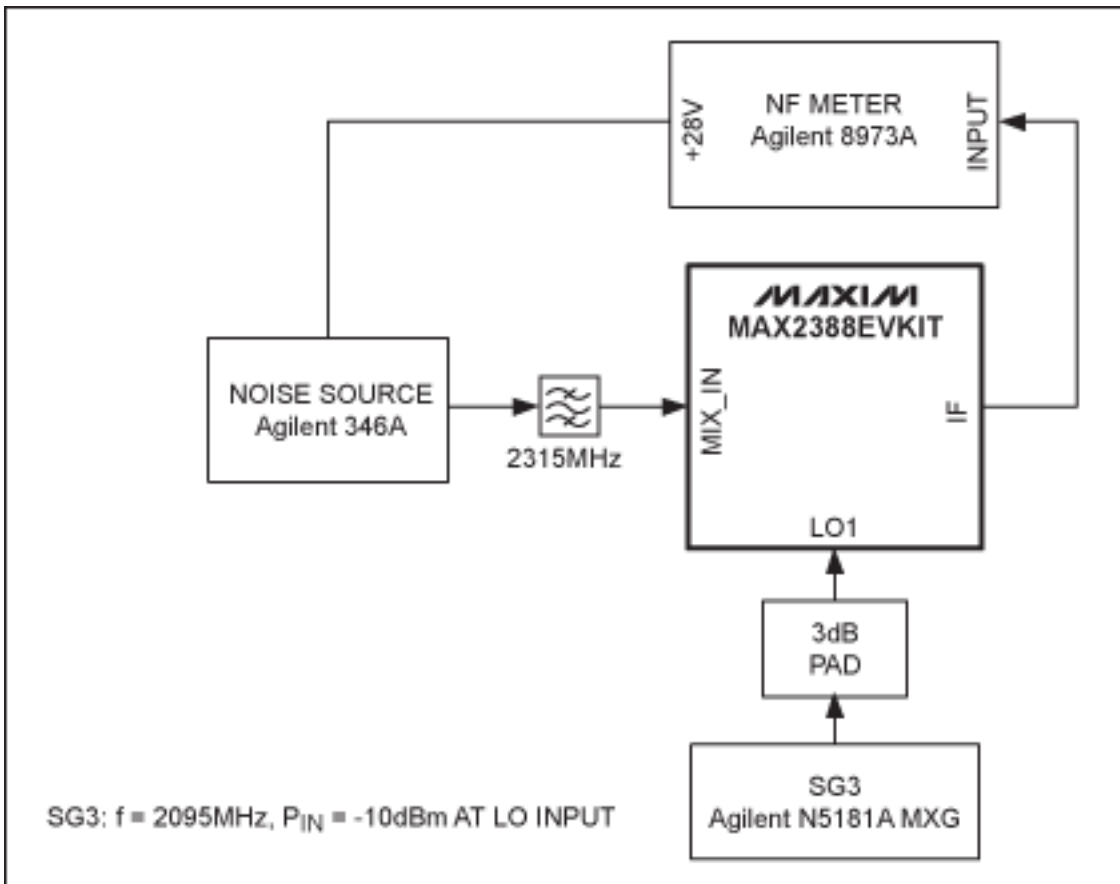 NF METER
Agilent 8973A
+28V
INPUT
MAXIM
MAX2388EVKIT
MIX_IN
IF
LO1
NOISE SOURCE
Agilent 346A
2315MHz
3dB
PAD
SG3
Agilent N5181A MXG
SG3: f = 2095MHz, PIN = -10dBm AT LO INPUT